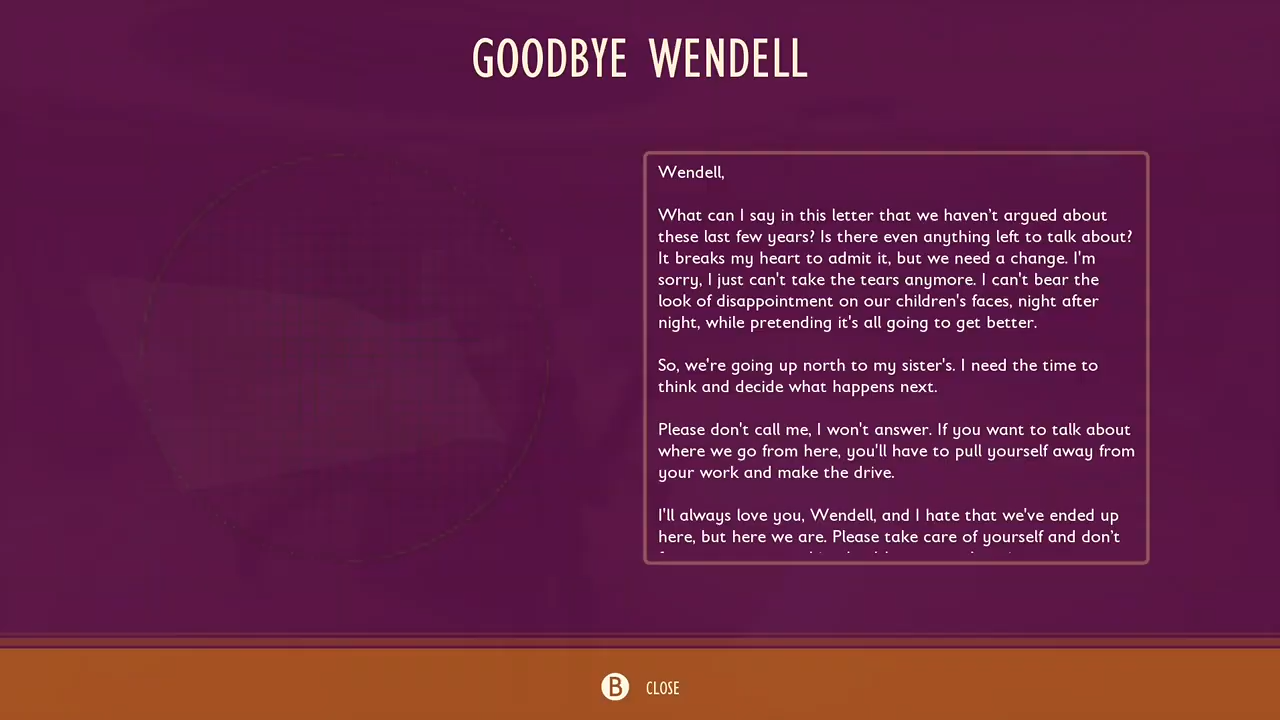 GOODBYE WENDELL
Wendell,
What can I say in this letter that we haven't argued about
these last few years? Is there even anything left to talk about?
It breaks my heart to admit it, but we need a change. I'm
sorry, I just can't take the tears anymore. I can't bear the
look of disappointment on our children's faces, night after
night, while pretending it's all going to get better.
So, we're going up north to my sister's. I need the time to
think and decide what happens next.
Please don't call me, I won't answer. If you want to talk about
where we go from here, you'll have to pull yourself away from
your work and make the drive.
I'll always love you, Wendell, and I hate that we've ended up
here, but here we are. Please take care of yourself and don't
B CLOSE